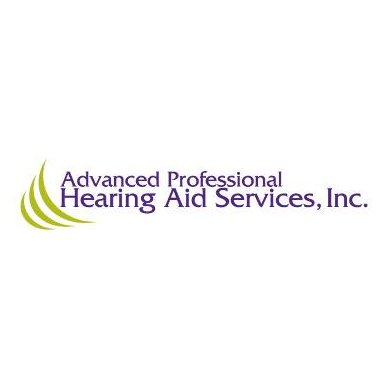 Advanced Professional
Hearing Aid Services, Inc.